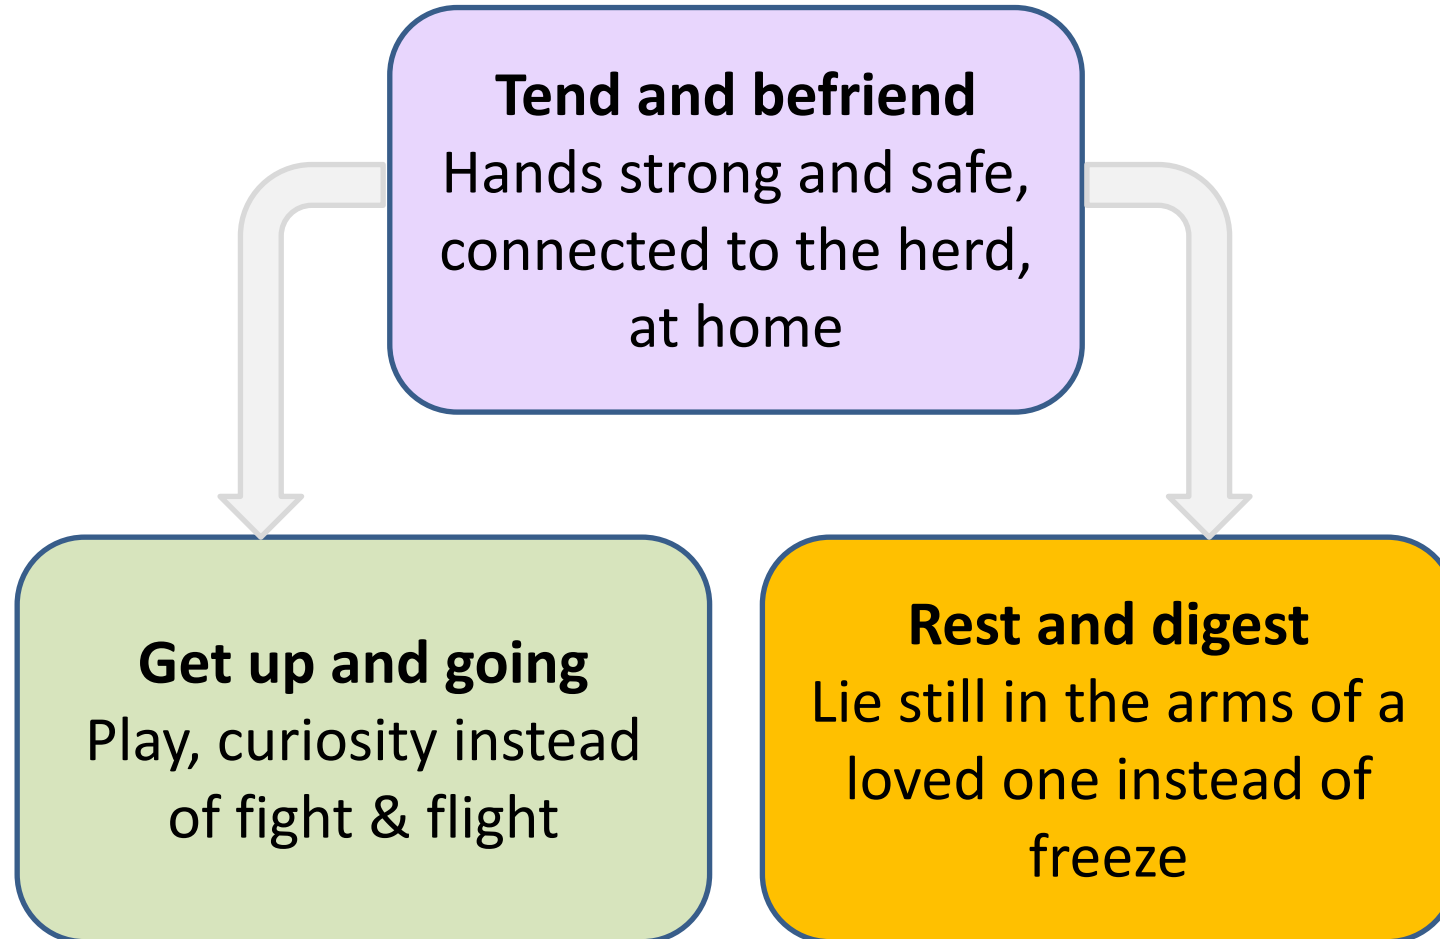 Tend and befriend
Hands strong and safe,
connected to the herd,
at home
Get up and going
Play, curiosity instead
of fight & flight
Rest and digest
Lie still in the arms of a
loved one instead of
freeze